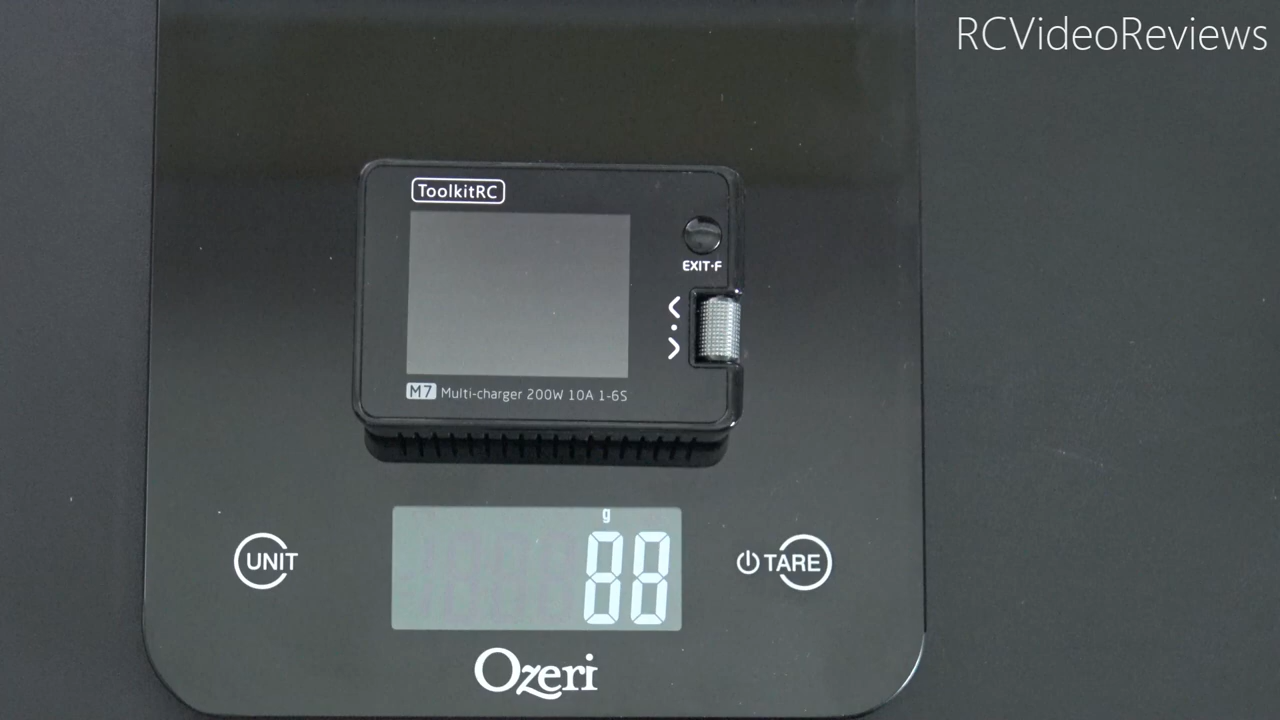 RCVideoReviews
ToolkitRC
EXIT·F
M7 Multi-charger 200W 10A 1-6S
g
88
UNIT
TARE
Ozeri